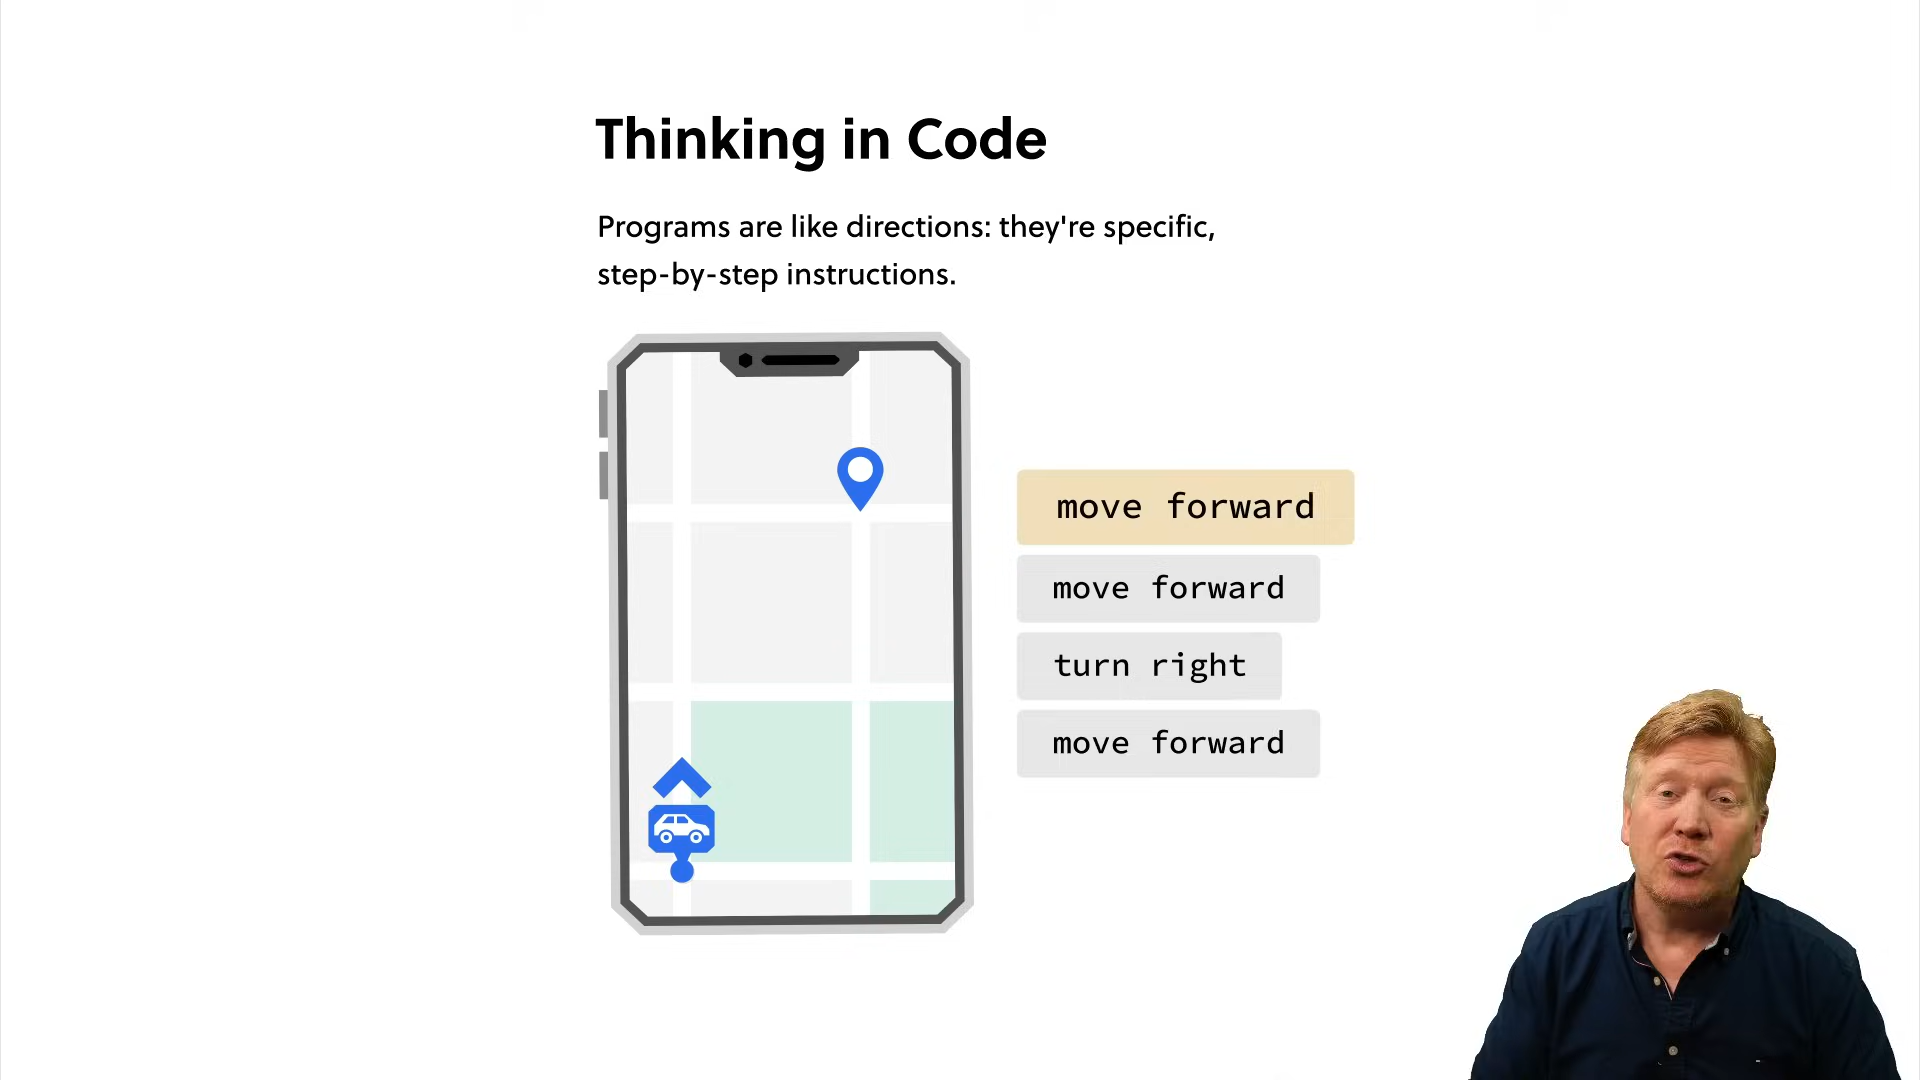 Thinking in Code
Programs are like directions: they're specific,
step-by-step instructions.
move forward
move forward
turn right
move forward